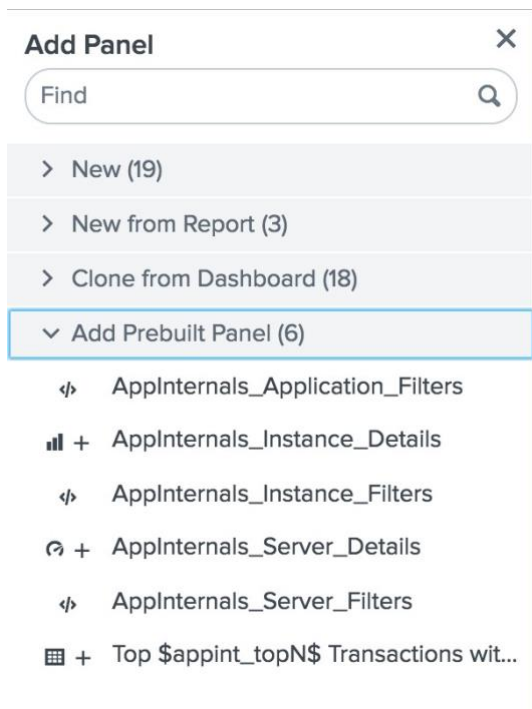 Add Panel
Find
New (19)
New from Report (3)
Clone from Dashboard (18)
Add Prebuilt Panel (6)
AppInternals_Application_Filters
AppInternals_Instance_Details
AppInternals_Instance_Filters
AppInternals_Server_Details
AppInternals_Server_Filters
Top $appint_topN$ Transactions wit...